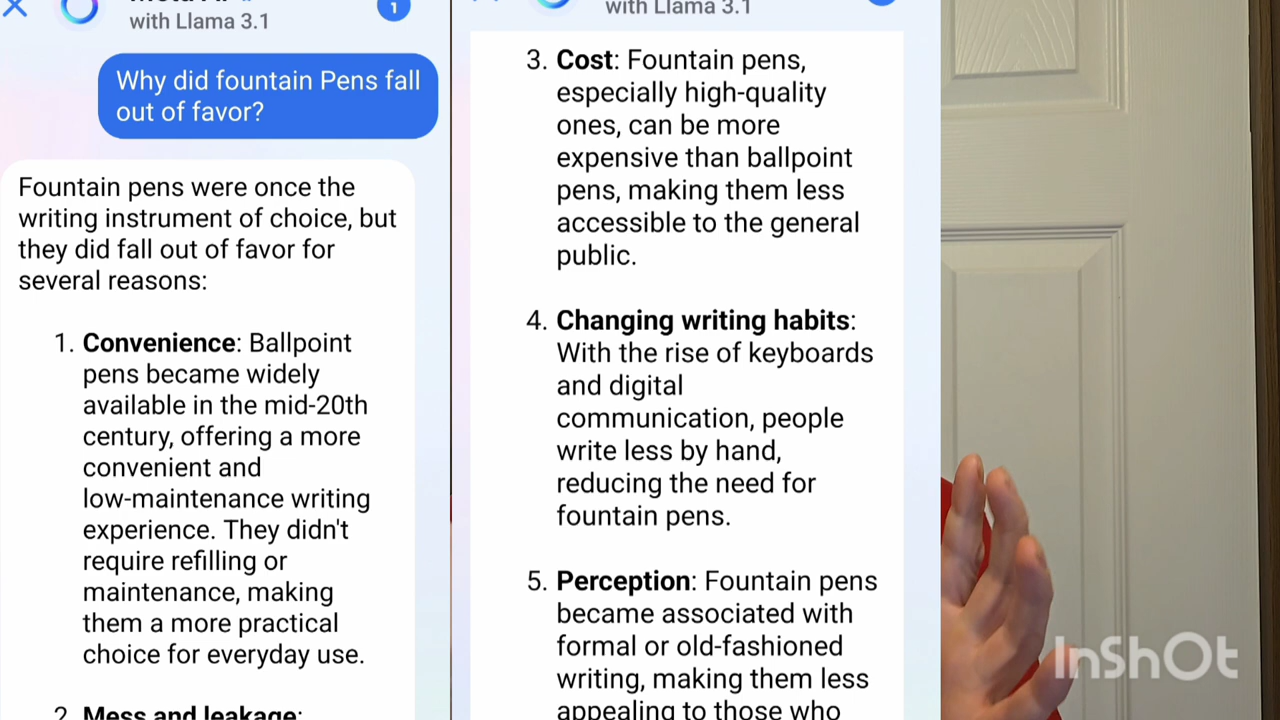 with Llama 3.1
1
Why did fountain Pens fall
out of favor?
Fountain pens were once the
writing instrument of choice, but
they did fall out of favor for
several reasons:
1. Convenience: Ballpoint
pens became widely
available in the mid-20th
century, offering a more
convenient and
low-maintenance writing
experience. They didn't
require refilling or
maintenance, making
them a more practical
choice for everyday use.
2. Mess and leakage:
with Llama 3.1
3. Cost: Fountain pens,
especially high-quality
ones, can be more
expensive than ballpoint
pens, making them less
accessible to the general
public.
4. Changing writing habits:
With the rise of keyboards
and digital
communication, people
write less by hand,
reducing the need for
fountain pens.
5. Perception: Fountain pens
became associated with
formal or old-fashioned
writing, making them less
appealing to those who
InShOt